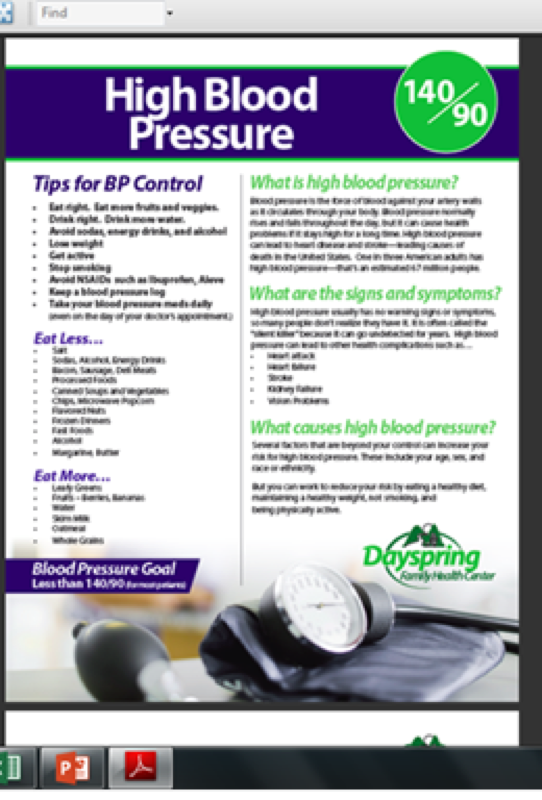 Find
High Blood
Pressure
140/90
Tips for BP Control
Eat right. Eat more fruits and veggies.
Drink right. Drink more water.
Avoid sodas, energy drinks, and alcohol
Lose weight
Get active
Stop smoking
Avoid NSAIDs such as Ibuprofen, Aleve
Keep a blood pressure log
Take your blood pressure meds daily
(even on the day of your doctor's appointment.)
Eat Less...
Salt
Sodas, Alcohol, Energy Drinks
Bacon, Sausage, Deli Meats
Processed Foods
Canned Soups and Vegetables
Chips, Microwave Popcorn
Flavored Nuts
Frozen Dinners
Fast Foods
Alcohol
Margarine, Butter
Eat More...
Leafy Greens
Fruits – Berries, Bananas
Water
Skim Milk
Oatmeal
Whole Grains
Blood Pressure Goal
Less than 140/90 (for most patients)
What is high blood pressure?
Blood pressure is the force of blood against your artery walls
as it circulates through your body. Blood pressure normally
rises and falls throughout the day, but it can cause health
problems if it stays high for a long time. High blood pressure
can lead to heart disease and stroke—leading causes of
death in the United States. One in three American adults has
high blood pressure—that's an estimated 67 million people.
What are the signs and symptoms?
High blood pressure usually has no warning signs or symptoms,
so many people don't realize they have it. It is often called the
"silent killer" because it can go undetected for years. High blood
pressure can lead to other health complications such as...
Heart attack
Heart failure
Stroke
Kidney Failure
Vision Problems
What causes high blood pressure?
Several factors that are beyond your control can increase your
risk for high blood pressure. These include your age, sex, and
race or ethnicity.
But you can work to reduce your risk by eating a healthy diet,
maintaining a healthy weight, not smoking, and
being physically active.
Dayspring
Family Health Center